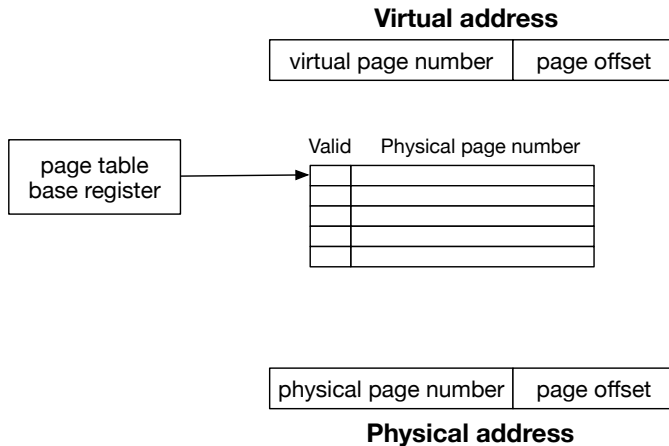 Virtual address
virtual page number page offset
Valid Physical page number
page table
base register
physical page number page offset
Physical address